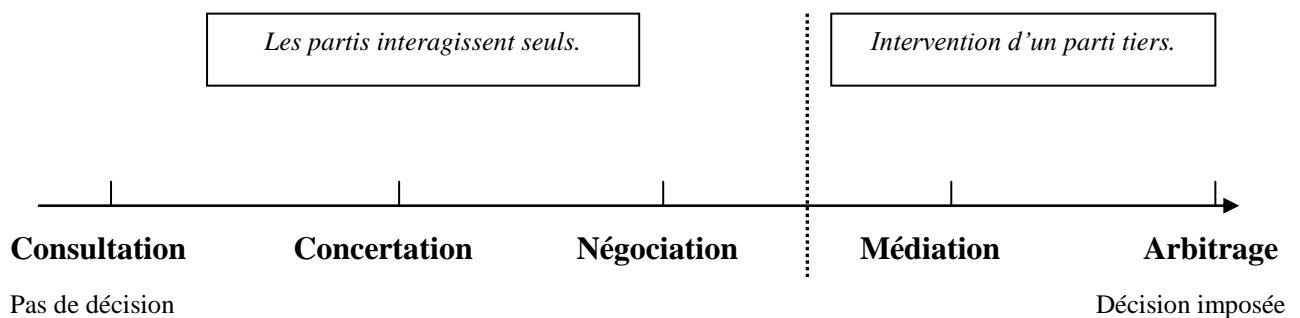 Les partis interagissent seuls.
Intervention d’un parti tiers.
Consultation Concertation Négociation Médiation Arbitrage
Pas de décision Décision imposée